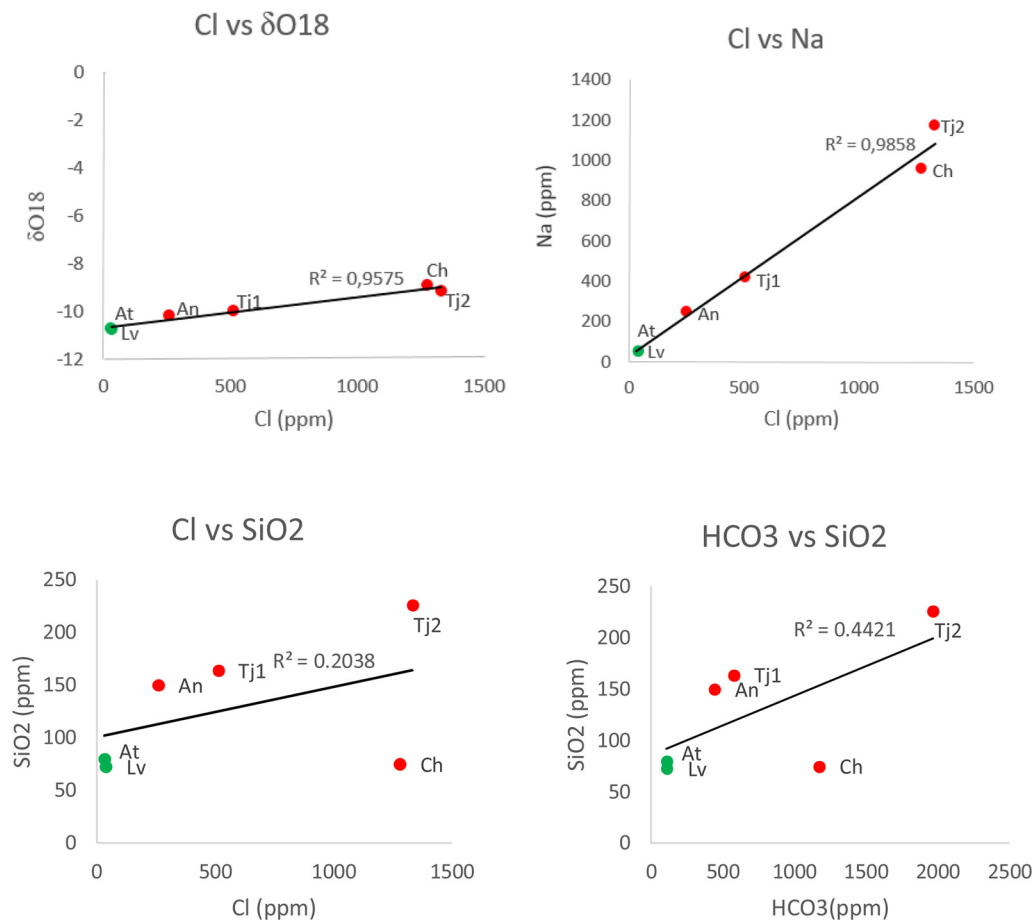 Cl vs δO18
0
-2
-4
-6
-8
-10
-12
δO18
R² = 0,9575
Ch
Tj2
Tj1
An
At
Lv
0
500
1000
1500
Cl (ppm)
Cl vs Na
1400
1200
1000
800
600
400
200
0
Na (ppm)
R² = 0,9858
Tj2
Ch
Tj1
An
At
Lv
0
500
1000
1500
Cl (ppm)
Cl vs SiO2
250
200
150
100
50
0
SiO2 (ppm)
Tj2
R² = 0.2038
Tj1
An
At
Lv
Ch
0
500
1000
1500
Cl (ppm)
HCO3 vs SiO2
250
200
150
100
50
0
SiO2 (ppm)
R² = 0.4421
Tj2
Tj1
An
At
Lv
Ch
0
500
1000
1500
2000
2500
HCO3(ppm)